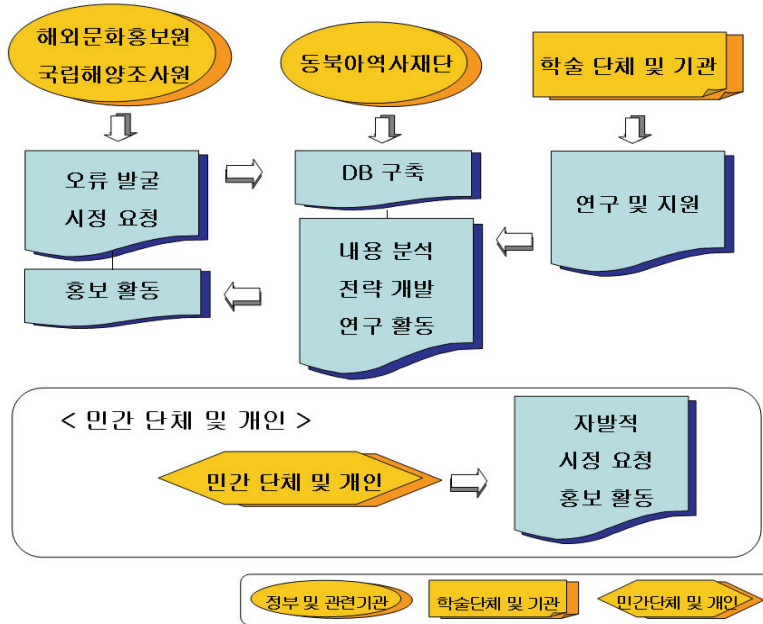 해외문화홍보원
국립해양조사원
동북아역사재단
학술 단체 및 기관
오류 발굴
시정 요청
DB 구축
연구 및 지원
내용 분석
전략 개발
연구 활동
홍보 활동
< 민간 단체 및 개인 >
민간 단체 및 개인
자발적
시정 요청
홍보 활동
정부 및 관련기관
학술단체 및 기관
민간단체 및 개인